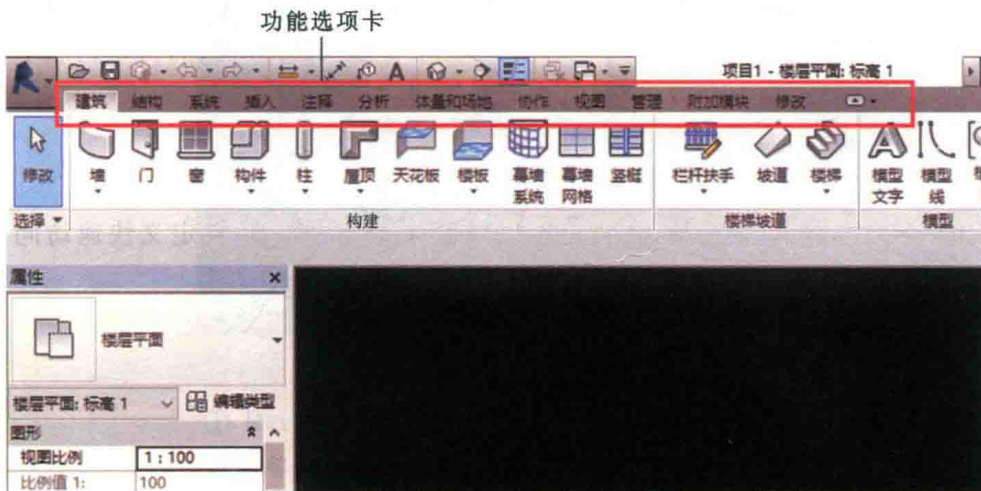 功能选项卡
项目1 - 楼层平面: 标高 1
建筑 结构 系统 插入 注释 分析 体量和场地 协作 视图 管理 附加模块 修改
修改 墙 门 窗 构件 柱 屋顶 天花板 楼板 幕墙系统 幕墙网格 竖梃 栏杆扶手 坡道 楼梯 模型文字 模型线
选择 构建 楼梯坡道 模型
属性
楼层平面
楼层平面: 标高 1 编辑类型
图形
视图比例 1 : 100
比例值 1: 100